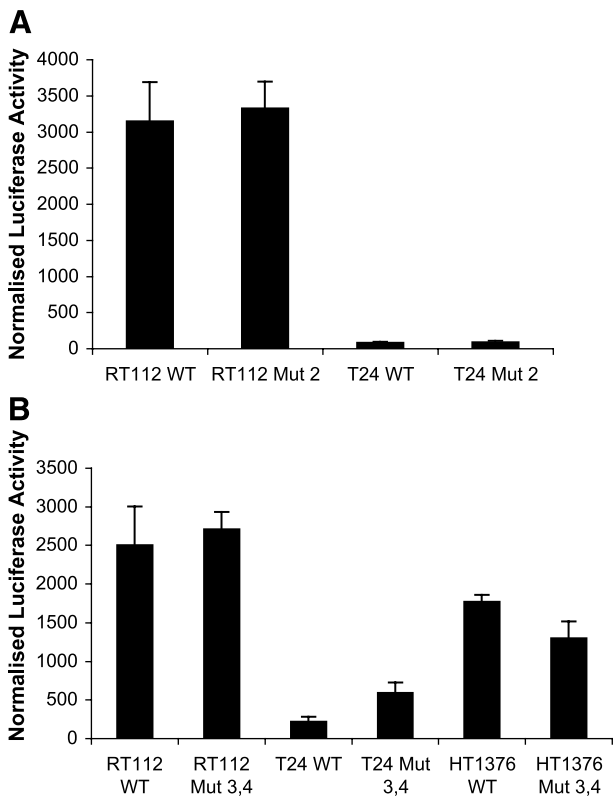 A
Normalised Luciferase Activity
4000
3500
3000
2500
2000
1500
1000
500
0
RT112 WT RT112 Mut 2 T24 WT T24 Mut 2
B
Normalised Luciferase Activity
3500
3000
2500
2000
1500
1000
500
0
RT112 RT112 T24 WT T24 Mut HT1376 HT1376
WT Mut 3,4 3,4 WT Mut 3,4